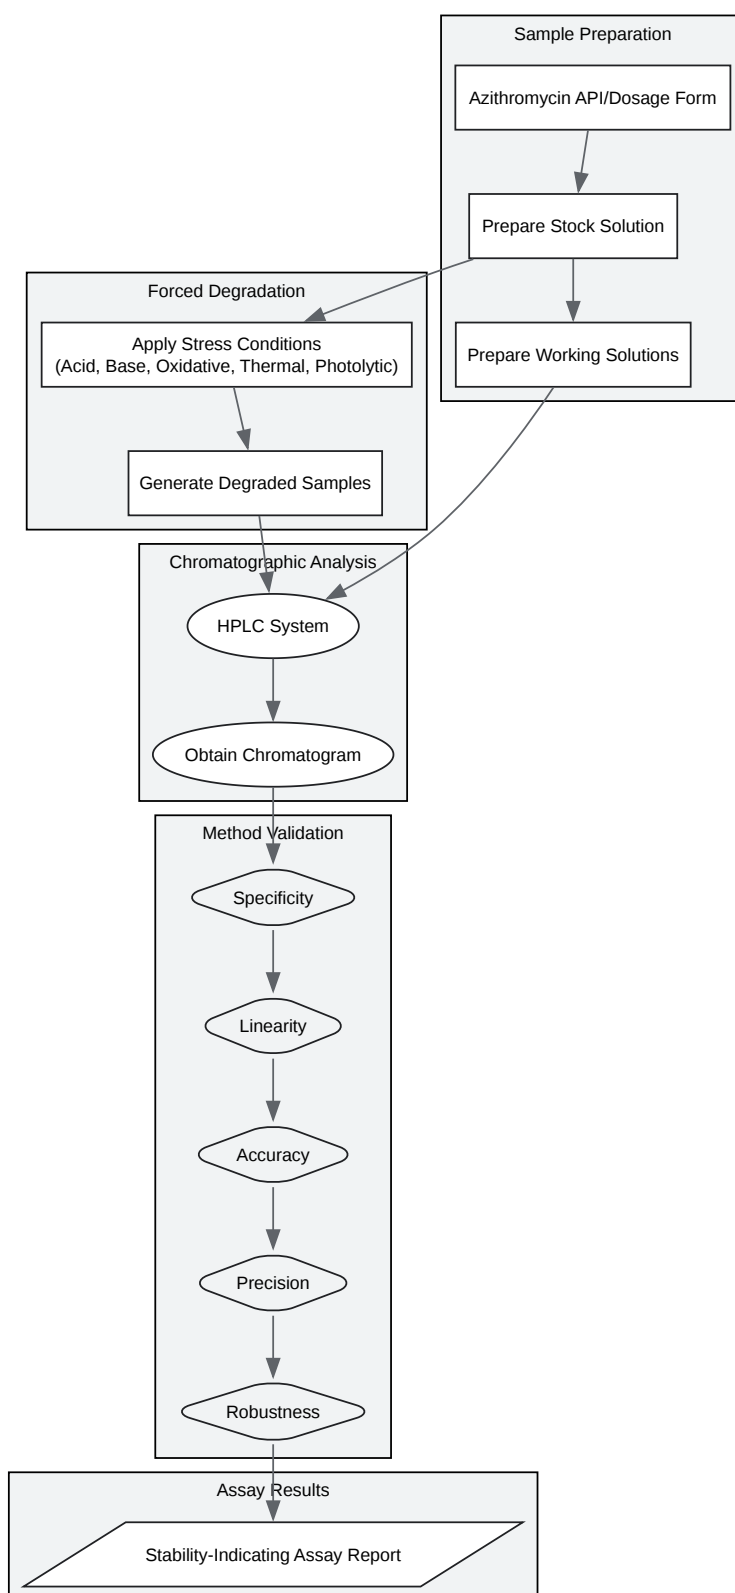 Sample Preparation
Azithromycin API/Dosage Form
Prepare Stock Solution
Prepare Working Solutions
Forced Degradation
Apply Stress Conditions
(Acid, Base, Oxidative, Thermal, Photolytic)
Generate Degraded Samples
Chromatographic Analysis
HPLC System
Obtain Chromatogram
Method Validation
Specificity
Linearity
Accuracy
Precision
Robustness
Assay Results
Stability-Indicating Assay Report